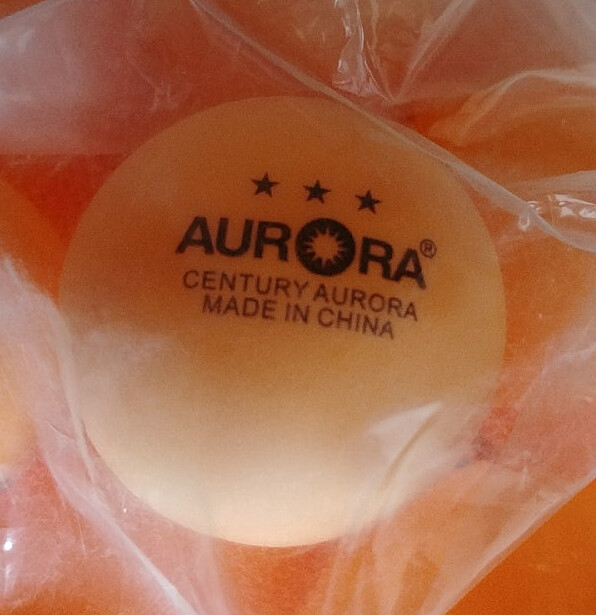 ★ ★ ★
AURORA®
CENTURY AURORA
MADE IN CHINA